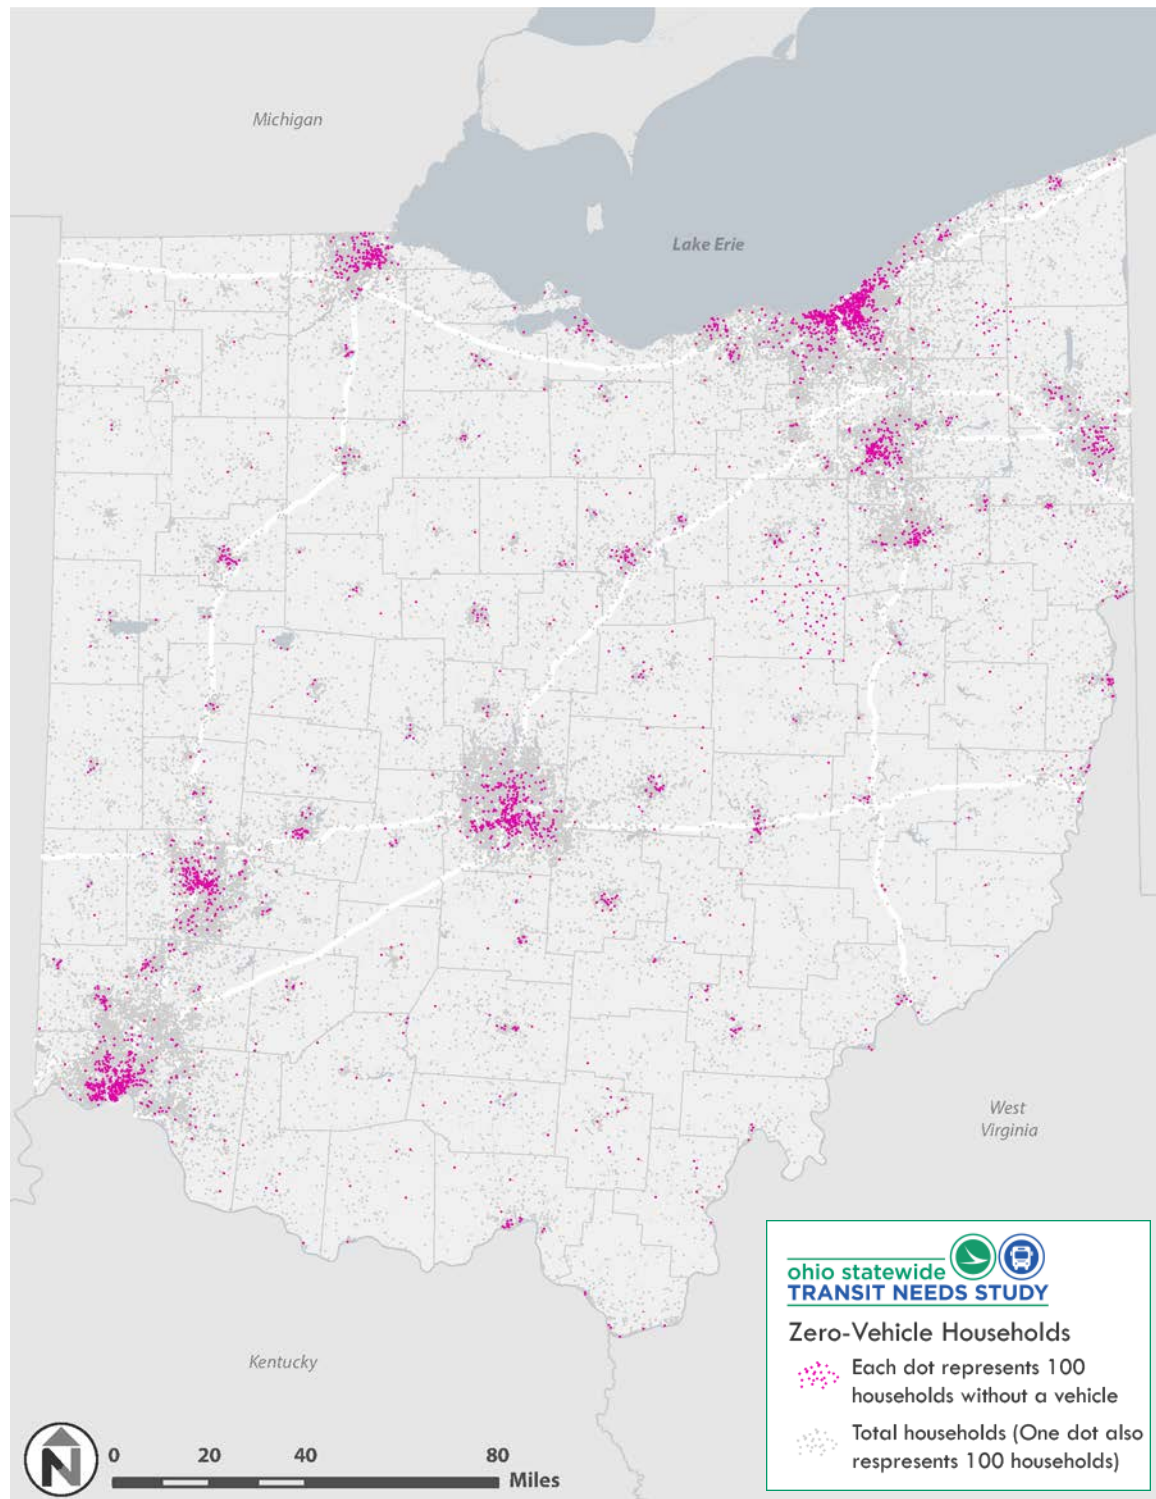 Michigan
Lake Erie
West
Virginia
Kentucky
ohio statewide
TRANSIT NEEDS STUDY
Zero-Vehicle Households
Each dot represents 100
households without a vehicle
Total households (One dot also
respresents 100 households)
N
0 20 40 80
Miles